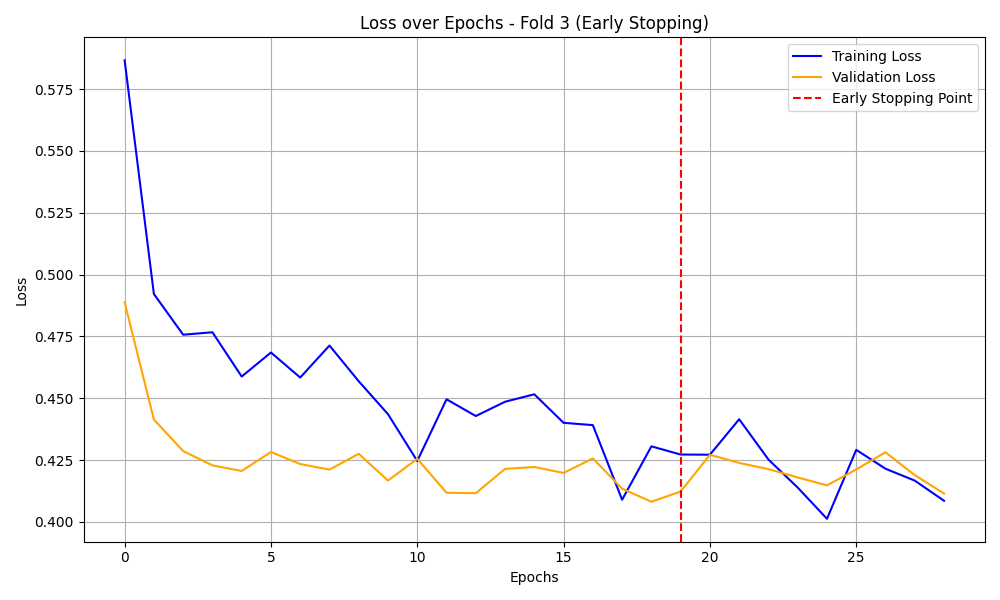 Loss over Epochs - Fold 3 (Early Stopping)
Training Loss
Validation Loss
Early Stopping Point
Loss
0.575
0.550
0.525
0.500
0.475
0.450
0.425
0.400
0 5 10 15 20 25
Epochs